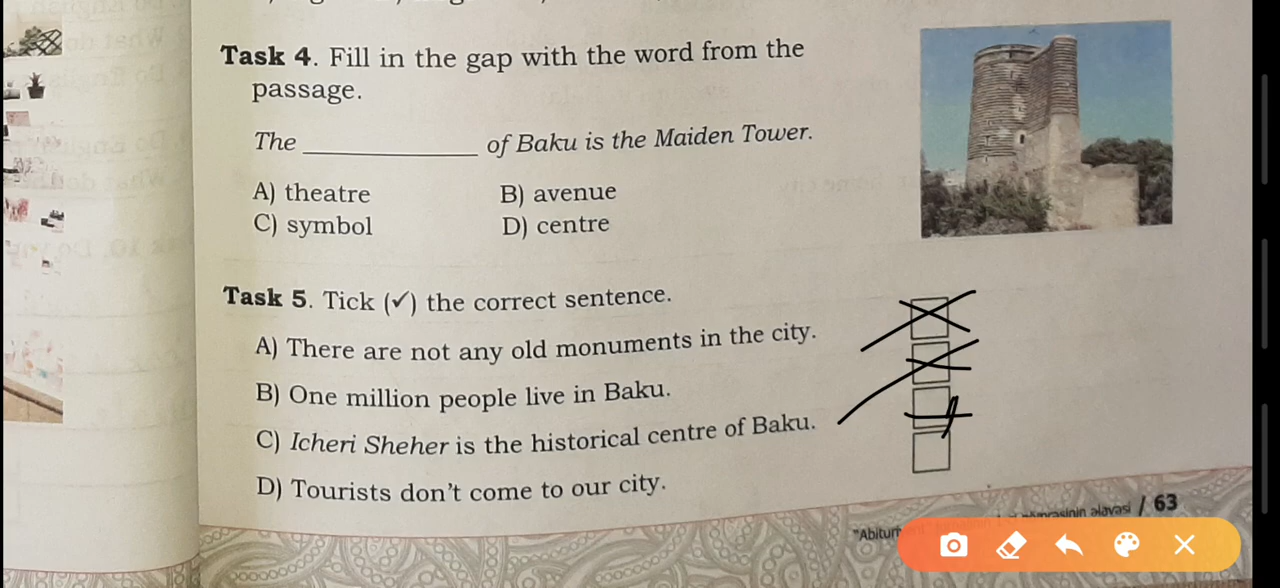 Task 4. Fill in the gap with the word from the
passage.
The ____________ of Baku is the Maiden Tower.
A) theatre B) avenue
C) symbol D) centre
Task 5. Tick (✓) the correct sentence.
A) There are not any old monuments in the city.
B) One million people live in Baku.
C) Icheri Sheher is the historical centre of Baku.
D) Tourists don't come to our city.
əlavəsi / 63